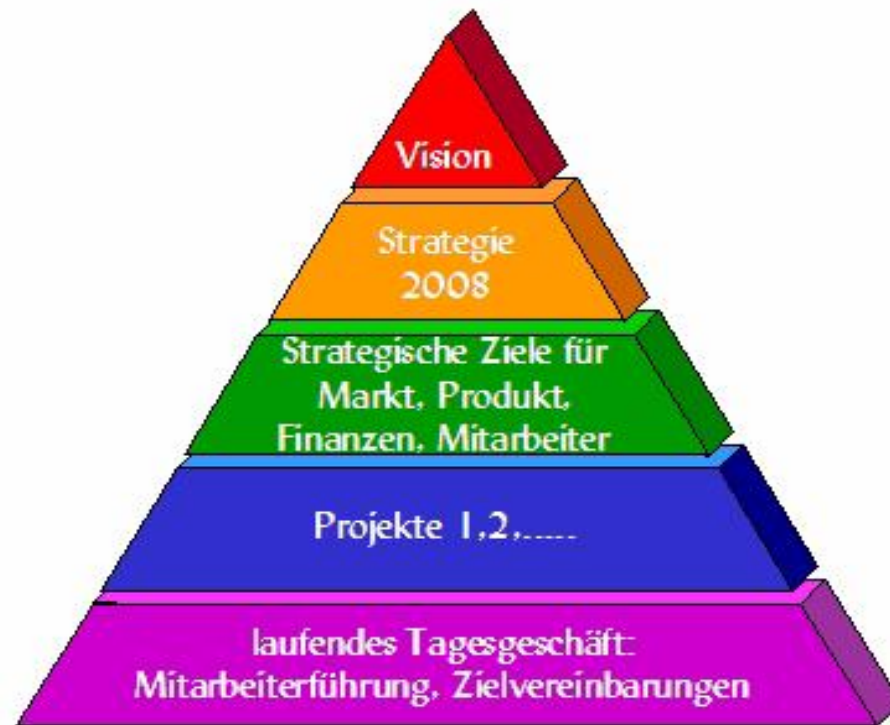 Vision
Strategie
2008
Strategische Ziele für
Markt, Produkt,
Finanzen, Mitarbeiter
Projekte 1,2,.....
laufendes Tagesgeschäft:
Mitarbeiterführung, Zielvereinbarungen